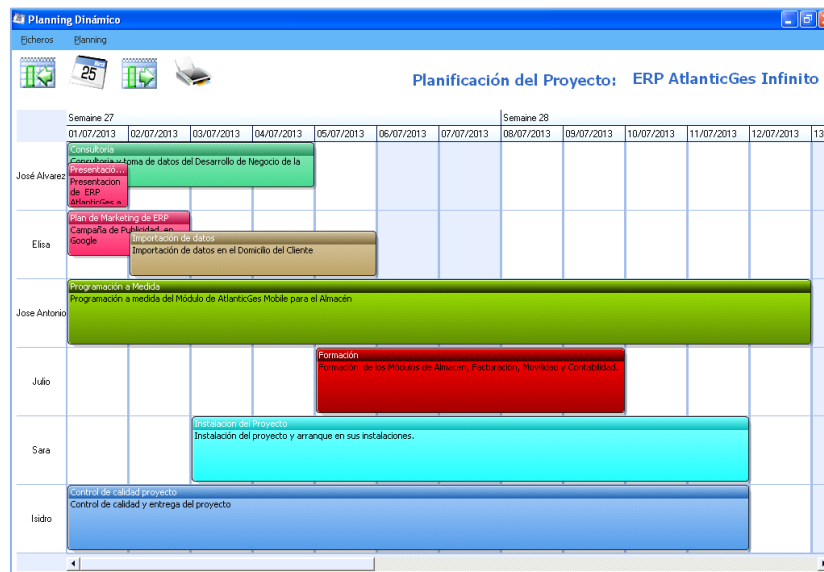 Planning Dinámico
Ficheros Planning
25
Planificación del Proyecto: ERP AtlanticGes Infinito
Semaine 27 Semaine 28
01/07/2013 02/07/2013 03/07/2013 04/07/2013 05/07/2013 06/07/2013 07/07/2013 08/07/2013 09/07/2013 10/07/2013 11/07/2013 12/07/2013 13
José Alvarez
Consultoria
Consultoria y toma de datos del Desarrollo de Negocio de la
Presentació...
Presentacion
de ERP
AtlanticGes a
Elisa
Plan de Marketing de ERP
Campaña de Publicidad en
Google
Importación de datos
Importación de datos en el Domicilio del Cliente
Jose Antonio
Programación a Medida
Programación a medida del Módulo de AtlanticGes Mobile para el Almacén
Julio
Formación
Formación de los Módulos de Almacen, Facturación, Movilidad y Contabilidad.
Sara
Instalacion del Proyecto
Instalación del proyecto y arranque en sus instalaciones.
Isidro
Control de calidad proyecto
Control de calidad y entrega del proyecto